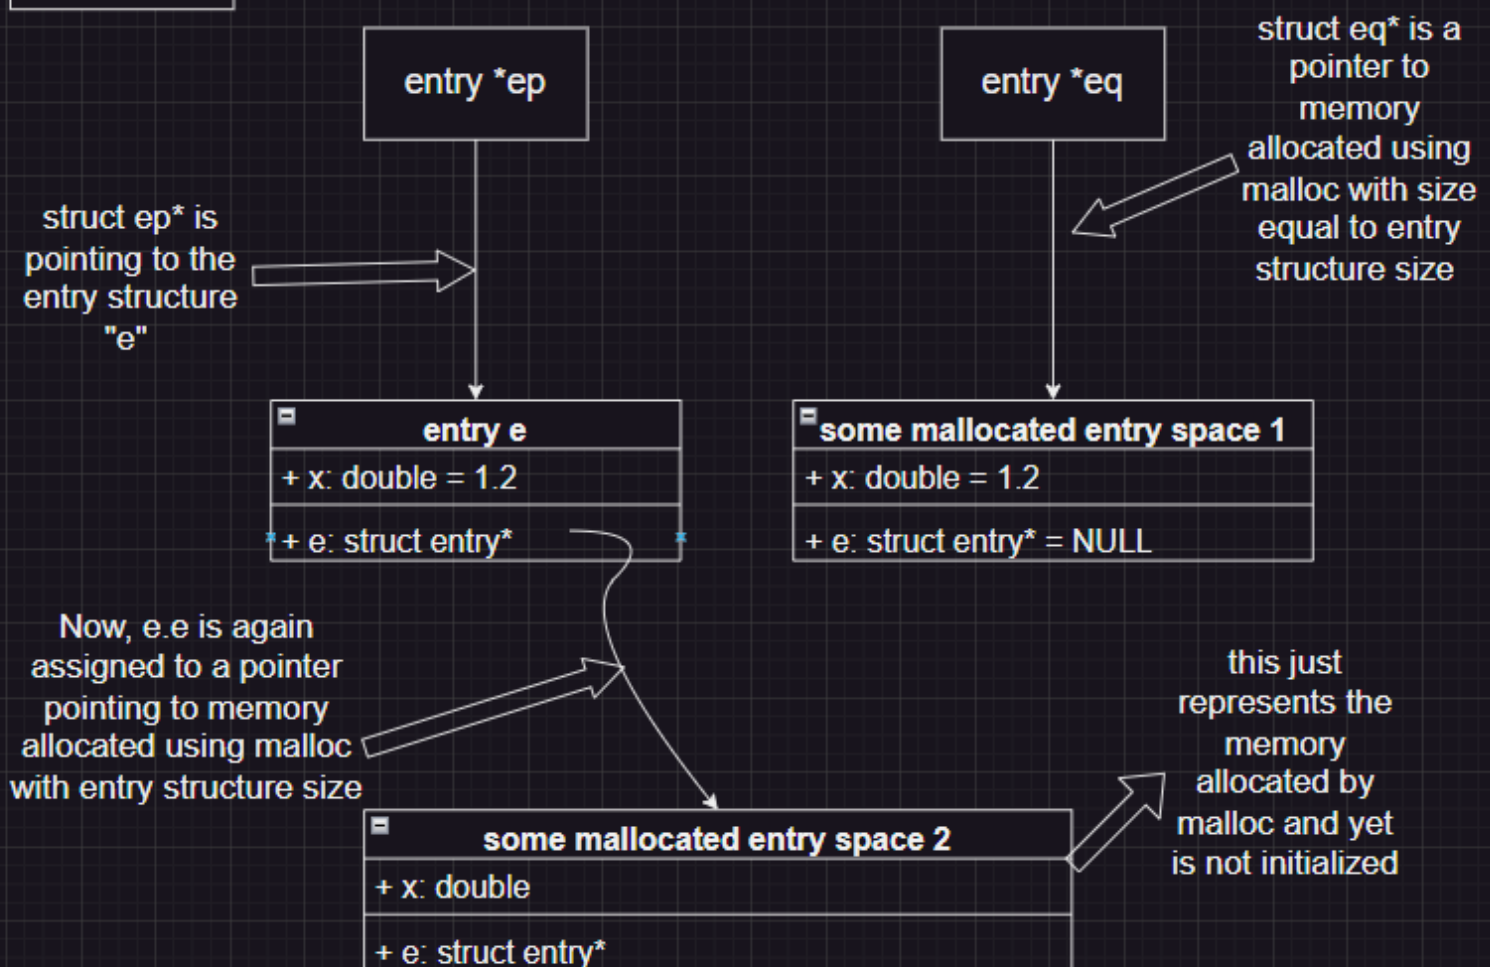 entry *ep
entry *eq
struct eq* is a
pointer to
memory
allocated using
malloc with size
equal to entry
structure size
struct ep* is
pointing to the
entry structure
"e"
entry e
+ x: double = 1.2
+ e: struct entry*
some mallocated entry space 1
+ x: double = 1.2
+ e: struct entry* = NULL
Now, e.e is again
assigned to a pointer
pointing to memory
allocated using malloc
with entry structure size
this just
represents the
memory
allocated by
malloc and yet
is not initialized
some mallocated entry space 2
+ x: double
+ e: struct entry*